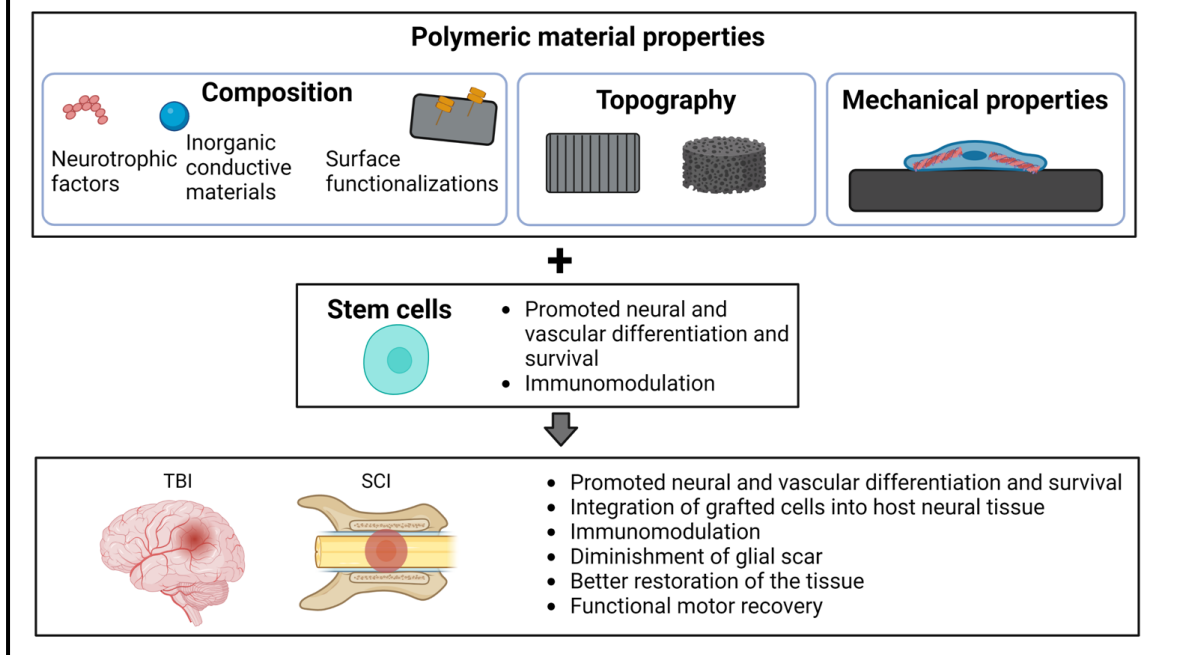 Polymeric material properties
Composition
Neurotrophic
factors
Inorganic
conductive
materials
Surface
functionalizations
Topography
Mechanical properties
+
Stem cells
• Promoted neural and
vascular differentiation and
survival
• Immunomodulation
TBI
SCI
• Promoted neural and vascular differentiation and survival
• Integration of grafted cells into host neural tissue
• Immunomodulation
• Diminishment of glial scar
• Better restoration of the tissue
• Functional motor recovery